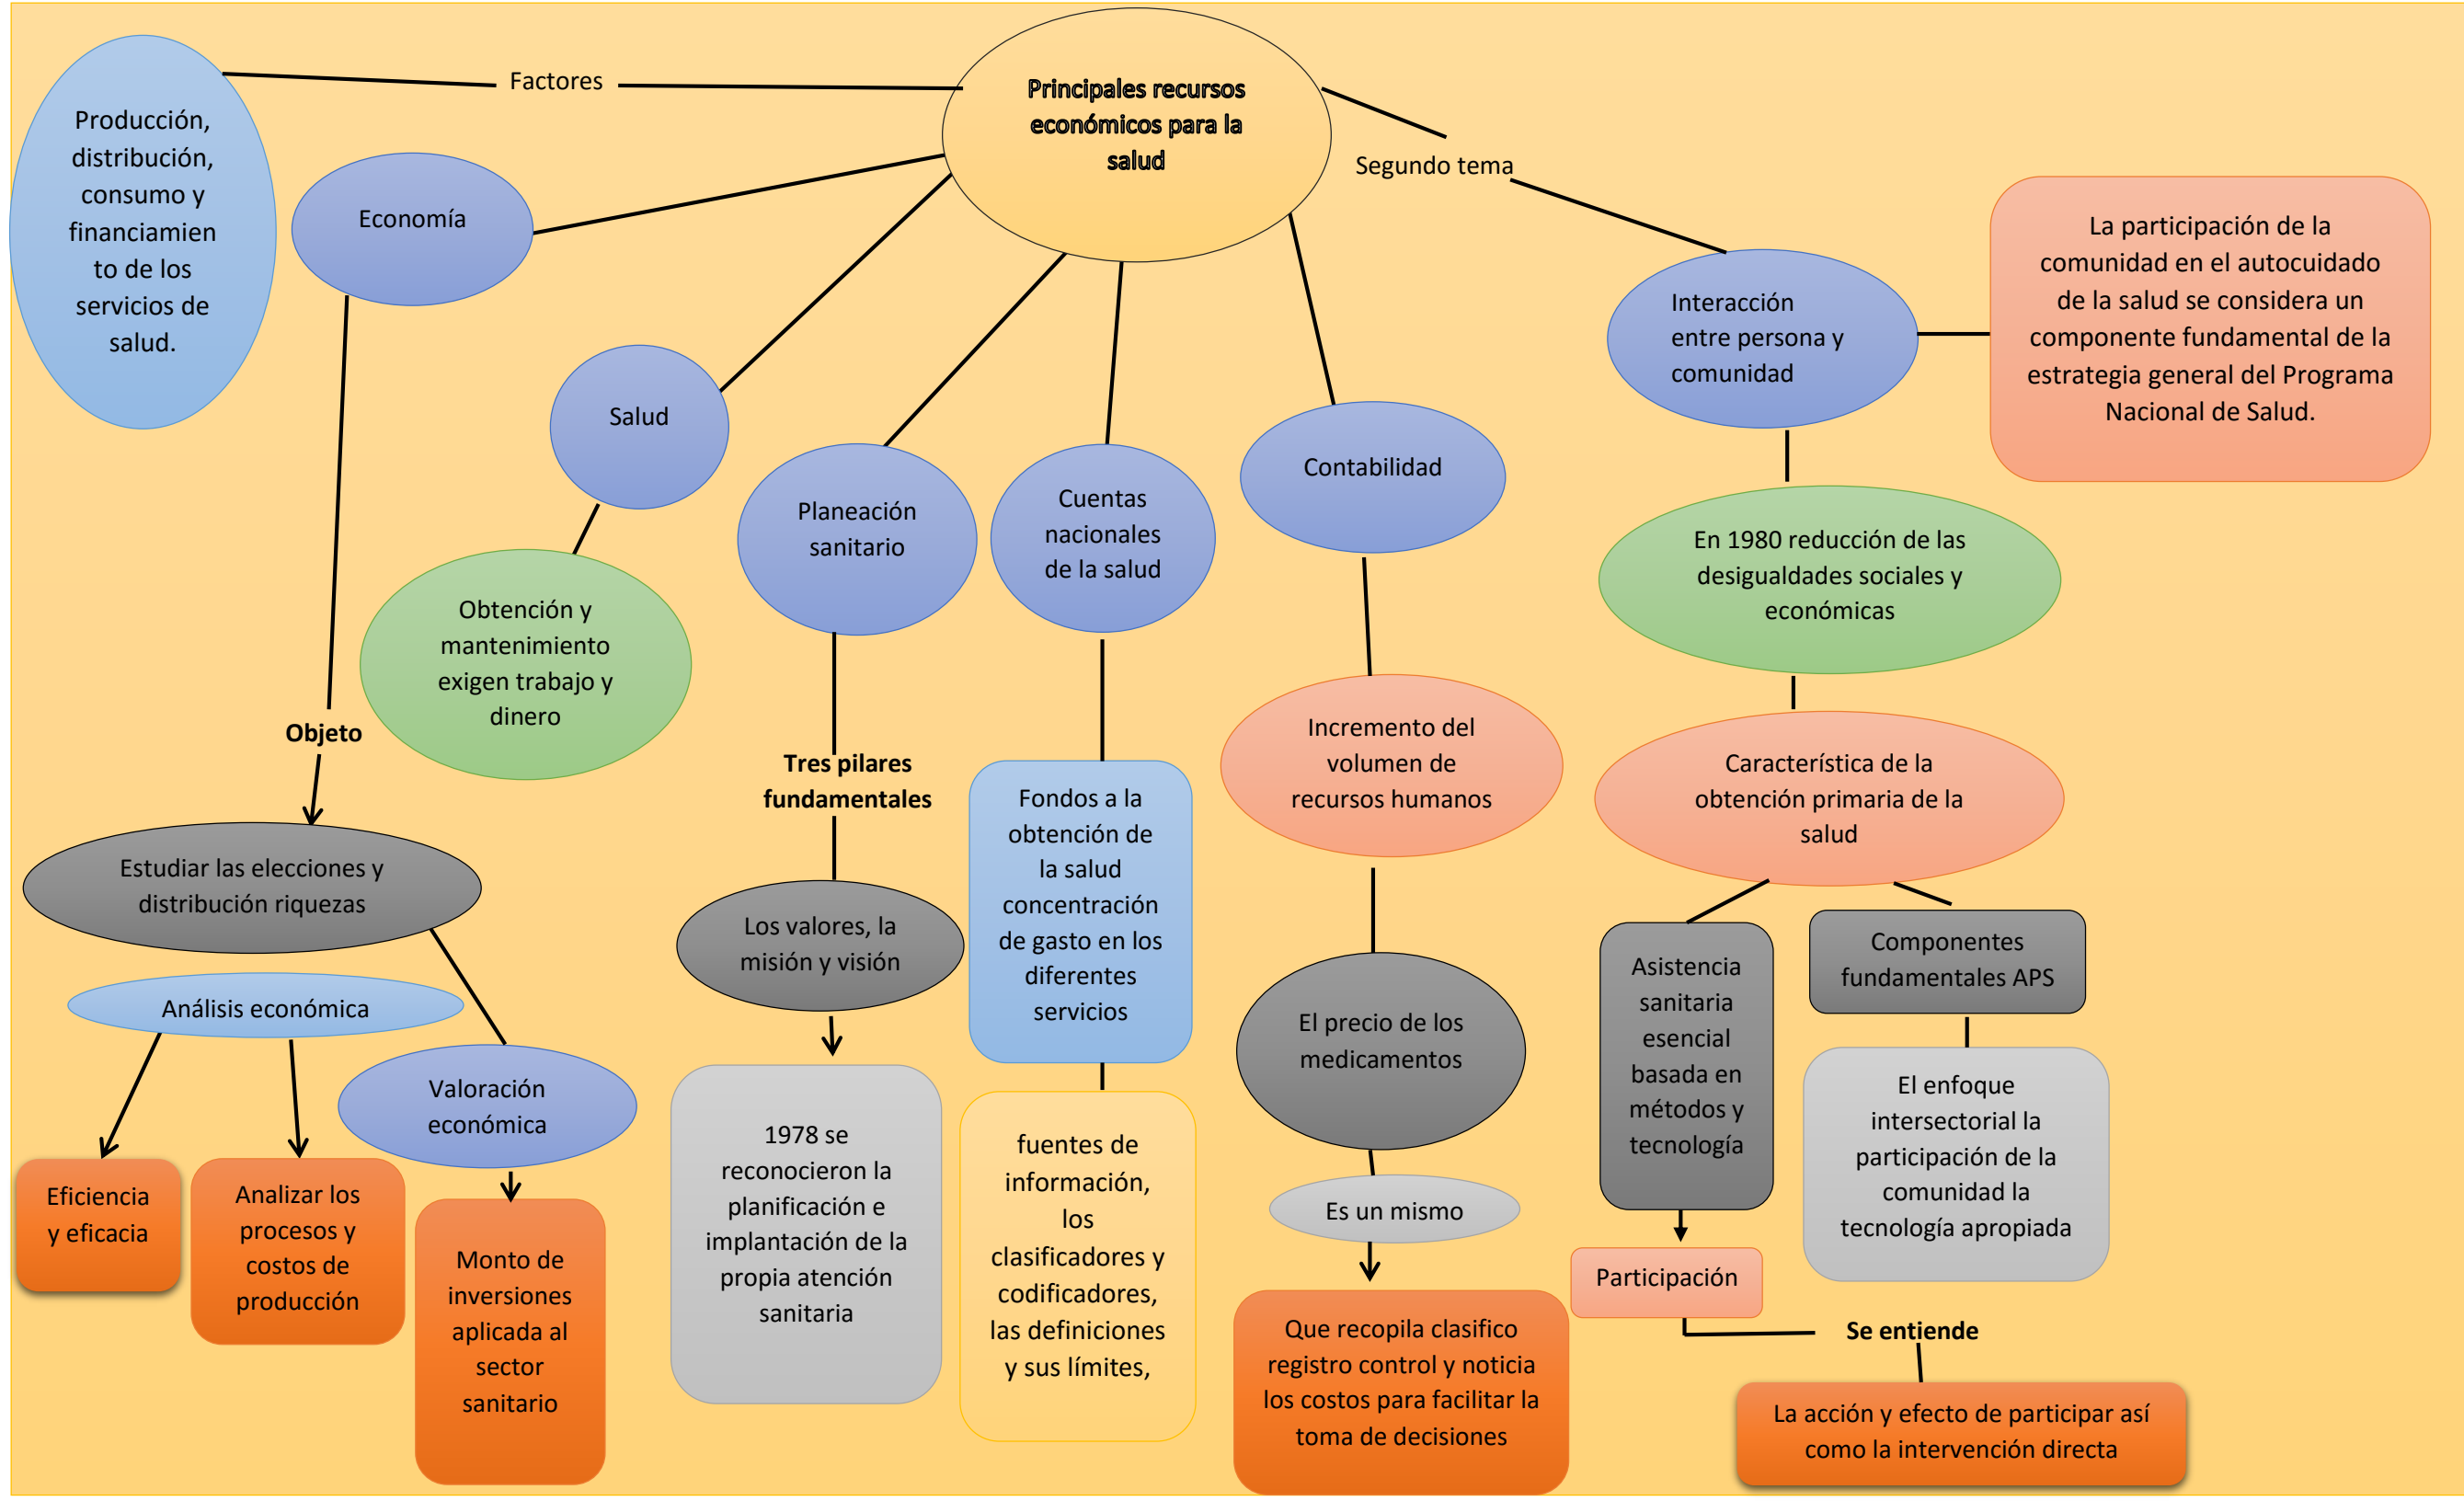 Principales recursos
económicos para la
salud
Factores
Producción,
distribución,
consumo y
financiamien
to de los
servicios de
salud.
Economía
Objeto
Estudiar las elecciones y
distribución riquezas
Análisis económica
Eficiencia
y eficacia
Analizar los
procesos y
costos de
producción
Valoración
económica
Monto de
inversiones
aplicada al
sector
sanitario
Salud
Obtención y
mantenimiento
exigen trabajo y
dinero
Planeación
sanitario
Tres pilares
fundamentales
Los valores, la
misión y visión
1978 se
reconocieron la
planificación e
implantación de la
propia atención
sanitaria
Cuentas
nacionales
de la salud
Fondos a la
obtención de
la salud
concentración
de gasto en los
diferentes
servicios
fuentes de
información,
los
clasificadores y
codificadores,
las definiciones
y sus límites,
Contabilidad
Incremento del
volumen de
recursos humanos
El precio de los
medicamentos
Es un mismo
Que recopila clasifico
registro control y noticia
los costos para facilitar la
toma de decisiones
Segundo tema
Interacción
entre persona y
comunidad
La participación de la
comunidad en el autocuidado
de la salud se considera un
componente fundamental de la
estrategia general del Programa
Nacional de Salud.
En 1980 reducción de las
desigualdades sociales y
económicas
Característica de la
obtención primaria de la
salud
Asistencia
sanitaria
esencial
basada en
métodos y
tecnología
Participación
Se entiende
La acción y efecto de participar así
como la intervención directa
Componentes
fundamentales APS
El enfoque
intersectorial la
participación de la
comunidad la
tecnología apropiada